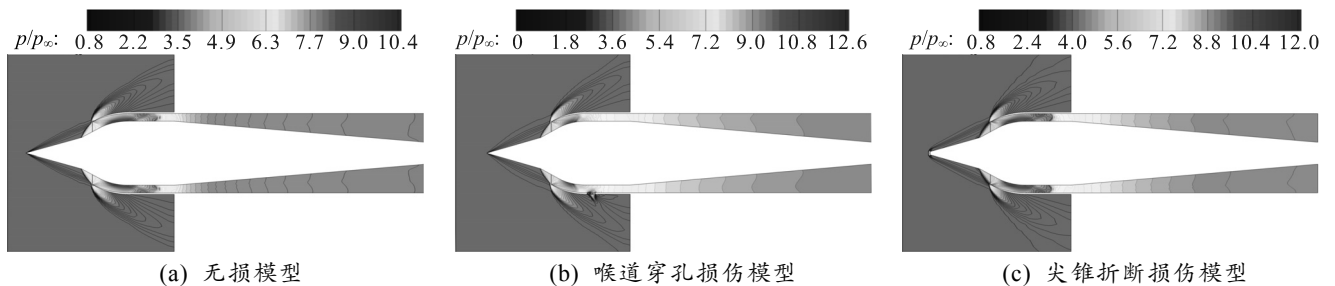 p/p∞: 0.8 2.2 3.5 4.9 6.3 7.7 9.0 10.4
p/p∞: 0 1.8 3.6 5.4 7.2 9.0 10.8 12.6
p/p∞: 0.8 2.4 4.0 5.6 7.2 8.8 10.4 12.0
(a) 无损模型
(b) 喉道穿孔损伤模型
(c) 尖锥折断损伤模型